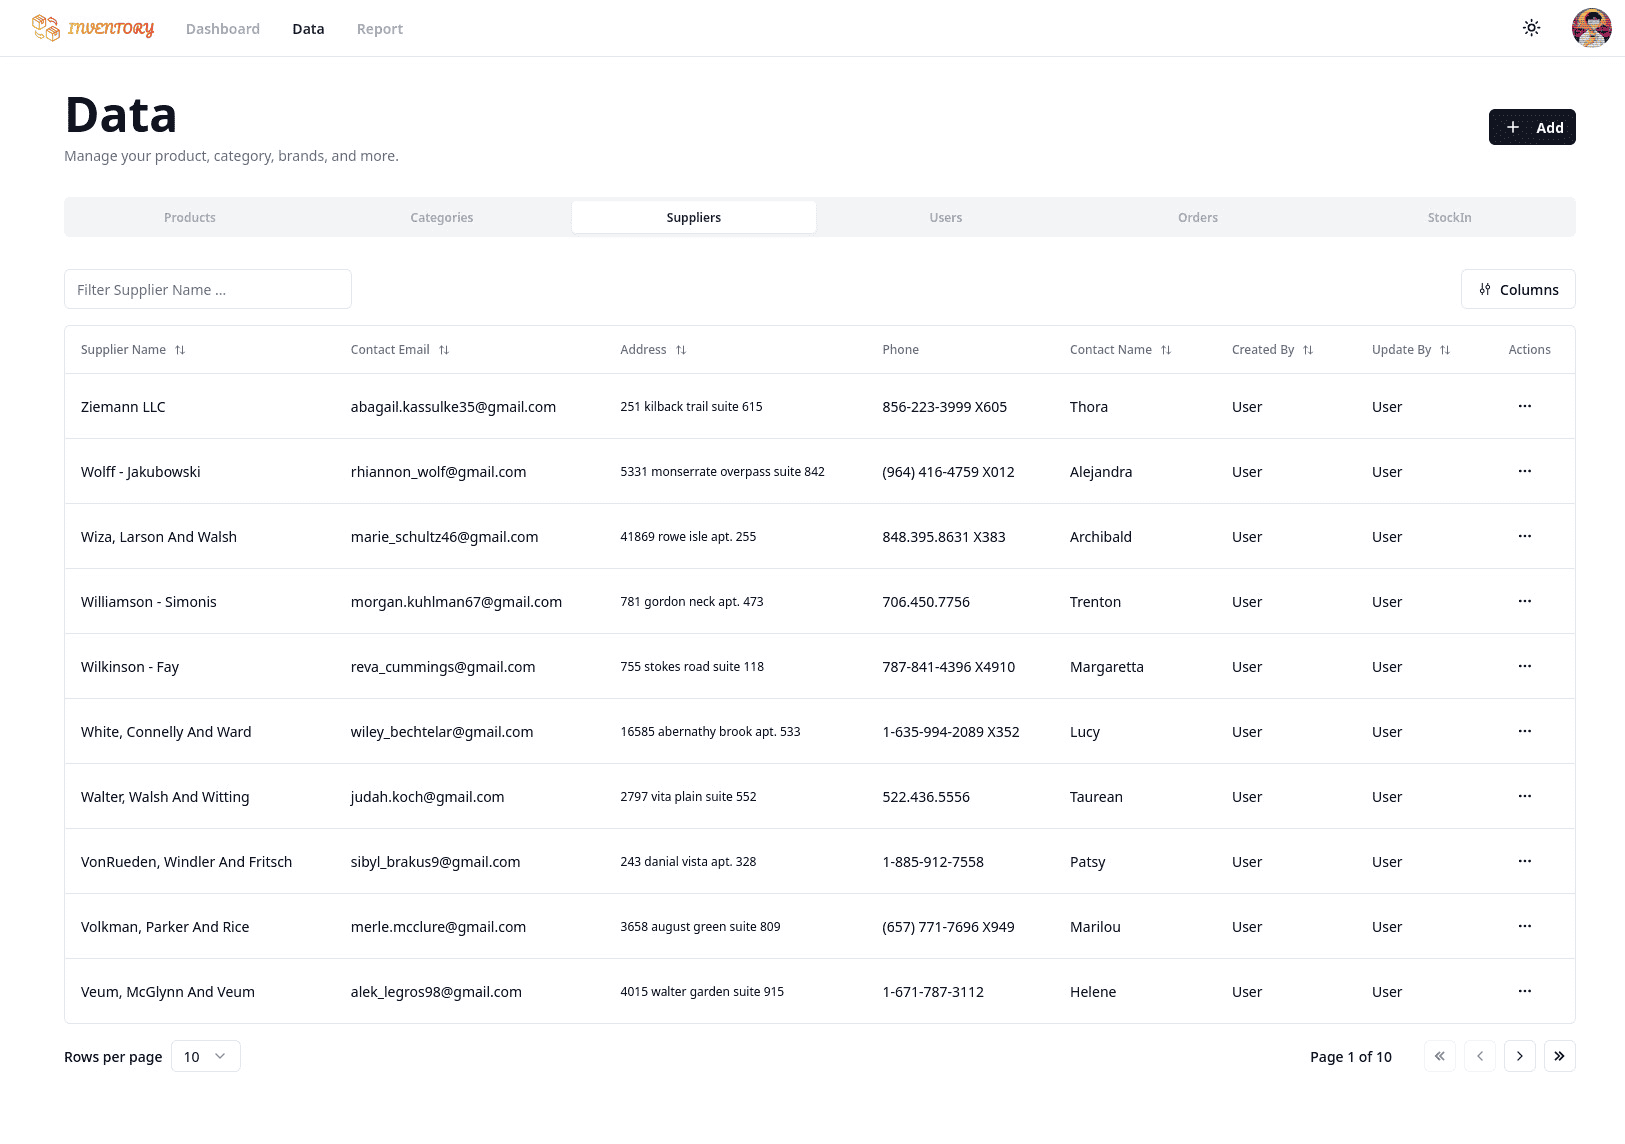 INVENTORY Dashboard Data Report
Data
Manage your product, category, brands, and more.
+ Add
Products Categories Suppliers Users Orders StockIn
Filter Supplier Name ...
Columns
Supplier Name Contact Email Address Phone Contact Name Created By Update By Actions
Ziemann LLC abagail.kassulke35@gmail.com 251 kilback trail suite 615 856-223-3999 X605 Thora User User ...
Wolff - Jakubowski rhiannon_wolf@gmail.com 5331 monserrate overpass suite 842 (964) 416-4759 X012 Alejandra User User ...
Wiza, Larson And Walsh marie_schultz46@gmail.com 41869 rowe isle apt. 255 848.395.8631 X383 Archibald User User ...
Williamson - Simonis morgan.kuhlman67@gmail.com 781 gordon neck apt. 473 706.450.7756 Trenton User User ...
Wilkinson - Fay reva_cummings@gmail.com 755 stokes road suite 118 787-841-4396 X4910 Margaretta User User ...
White, Connelly And Ward wiley_bechtelar@gmail.com 16585 abernathy brook apt. 533 1-635-994-2089 X352 Lucy User User ...
Walter, Walsh And Witting judah.koch@gmail.com 2797 vita plain suite 552 522.436.5556 Taurean User User ...
VonRueden, Windler And Fritsch sibyl_brakus9@gmail.com 243 danial vista apt. 328 1-885-912-7558 Patsy User User ...
Volkman, Parker And Rice merle.mcclure@gmail.com 3658 august green suite 809 (657) 771-7696 X949 Marilou User User ...
Veum, McGlynn And Veum alek_legros98@gmail.com 4015 walter garden suite 915 1-671-787-3112 Helene User User ...
Rows per page 10 Page 1 of 10